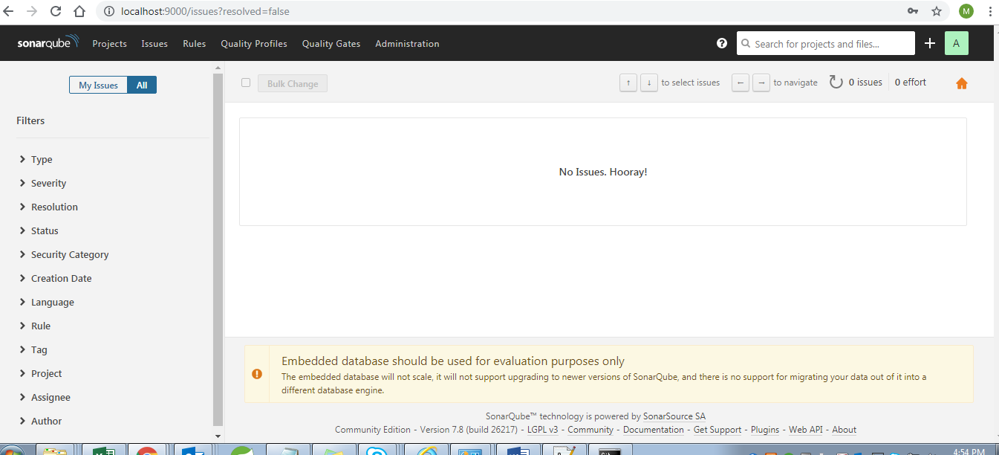 localhost:9000/issues?resolved=false
M
sonarqube Projects Issues Rules Quality Profiles Quality Gates Administration Search for projects and files... A
My Issues All
Bulk Change ↑ ↓ to select issues ← → to navigate 0 issues 0 effort
Filters
Type
Severity
Resolution
Status
Security Category
Creation Date
Language
Rule
Tag
Project
Assignee
Author
No Issues. Hooray!
Embedded database should be used for evaluation purposes only
The embedded database will not scale, it will not support upgrading to newer versions of SonarQube, and there is no support for migrating your data out of it into a
different database engine.
SonarQube™ technology is powered by SonarSource SA
Community Edition - Version 7.8 (build 26217) - LGPL v3 - Community - Documentation - Get Support - Plugins - Web API - About
4:54 PM